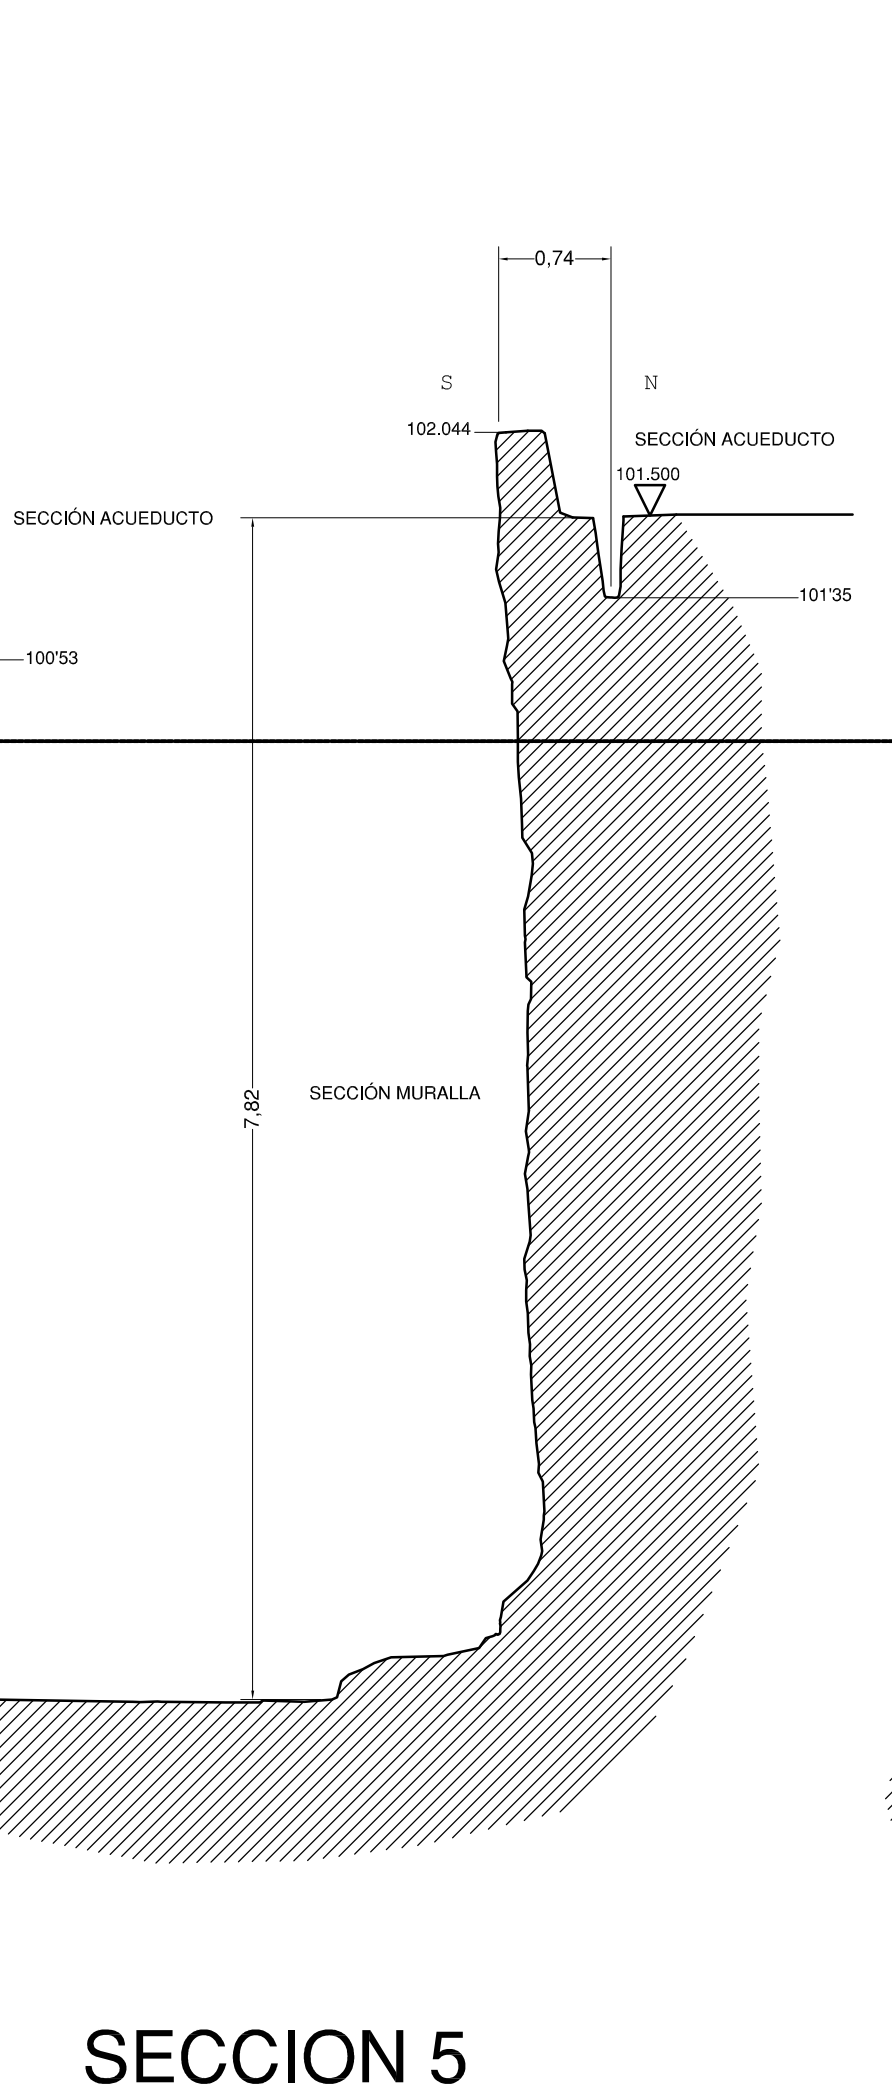 0,74
S
N
102.044
SECCIÓN ACUEDUCTO
101.500
SECCIÓN ACUEDUCTO
101'35
100'53
7,82
SECCIÓN MURALLA
SECCION 5